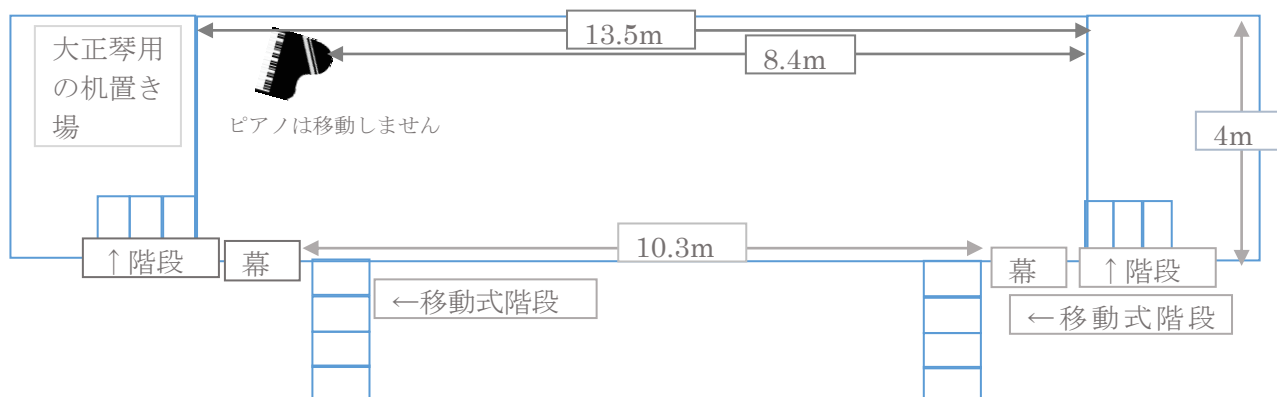 大正琴用
の机置き
場
13.5m
8.4m
ピアノは移動しません
4m
↑階段
幕
10.3m
幕
↑階段
←移動式階段
←移動式階段